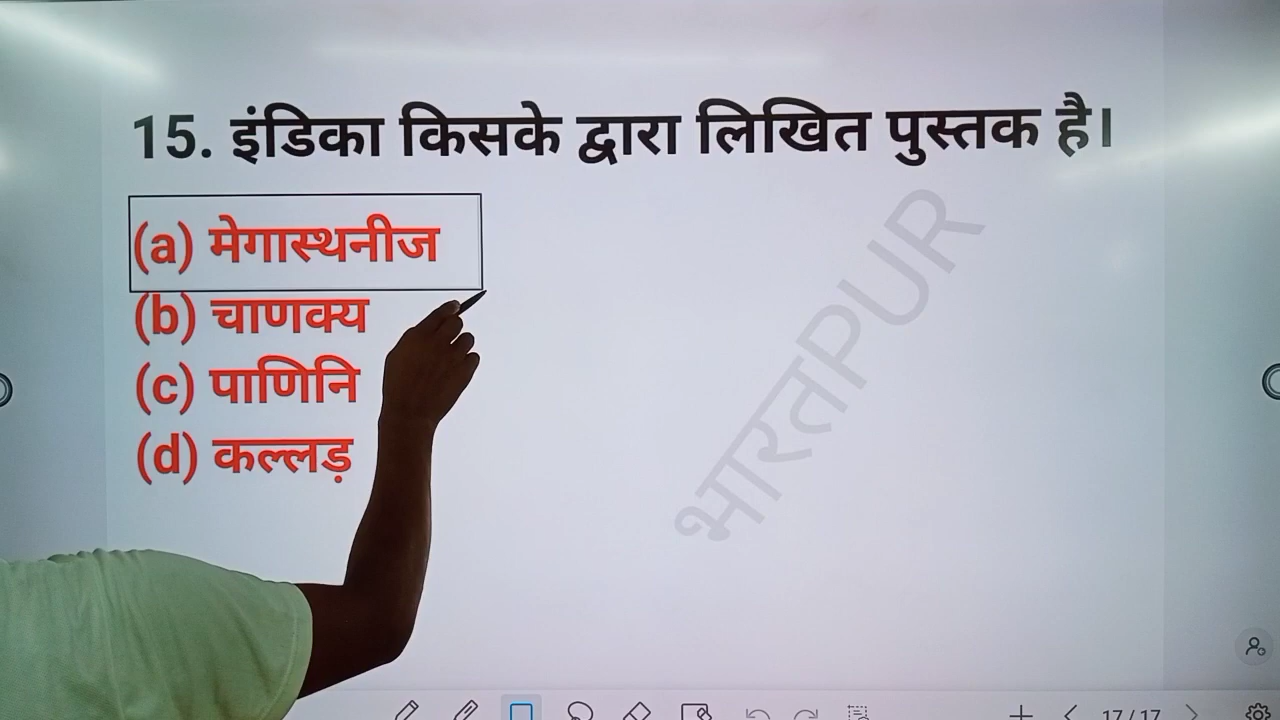 15. इंडिका किसके द्वारा लिखित पुस्तक है।
(a) मेगास्थनीज
(b) चाणक्य
(c) पाणिनि
(d) कल्लड़
भारतPUR
17/17